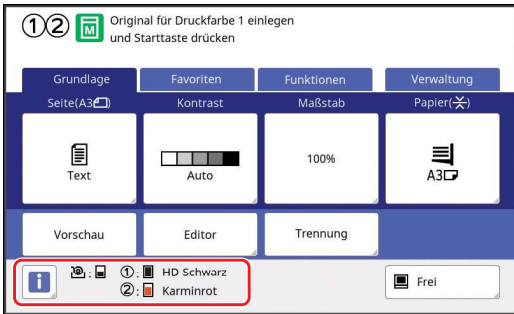 ①② M Original für Druckfarbe 1 einlegen
und Starttaste drücken
Grundlage Favoriten Funktionen Verwaltung
Seite(A3) Kontrast Maßstab Papier()
Text Auto 100% A3
Vorschau Editor Trennung
i : ①: HD Schwarz
②: Karminrot
Frei